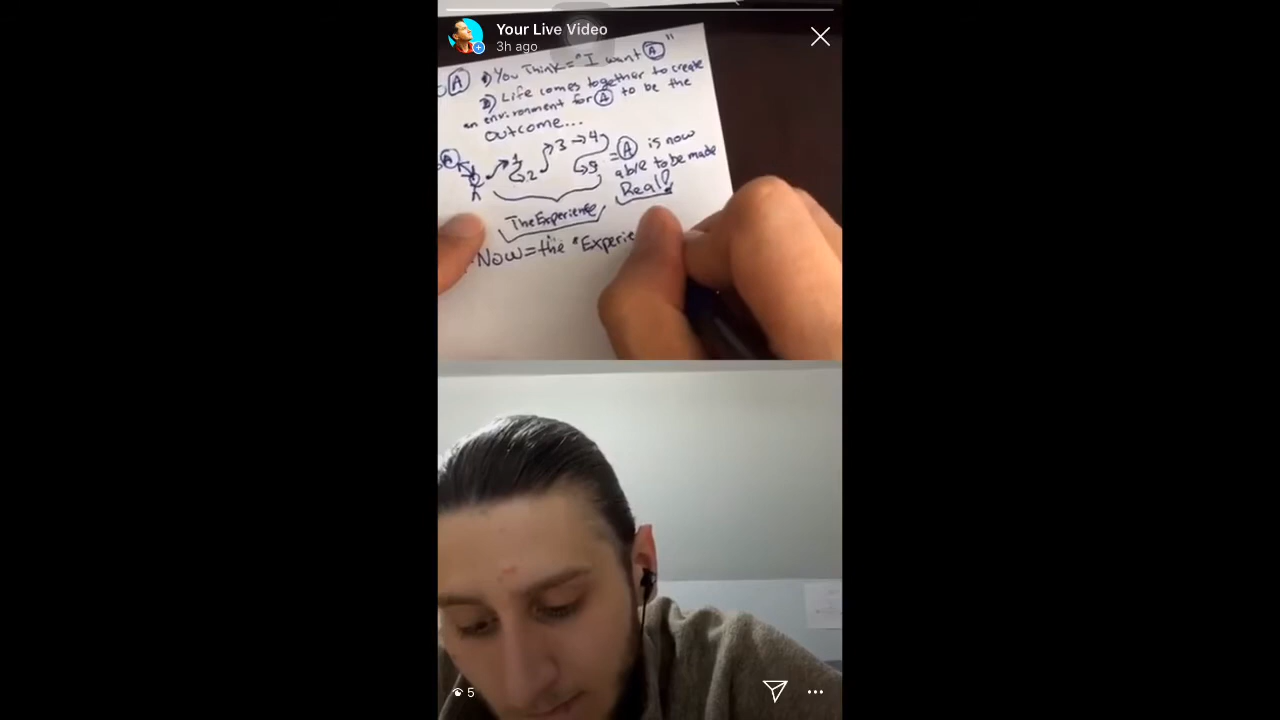 Your Live Video
3h ago
A 1) You Think = "I want A"
2) Life comes together to create
an environment for A to be the
outcome...
A 1 2 3 4 5 = A is now
able to be made
Real!
The Experience
Now = the "Experie
5